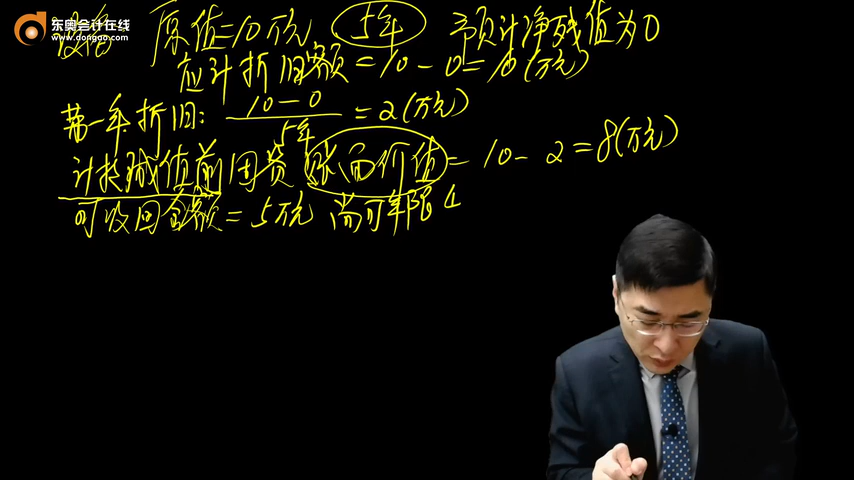 东奥会计在线
www.dongao.com
设备 原值=10万元 5年 预计净残值为0
应计折旧额=10-0=10(万元)
第一年折旧:10-0/5年=2(万元)
计提减值前固资账面价值=10-2=8(万元)
可收回金额=5万元 尚可年限4